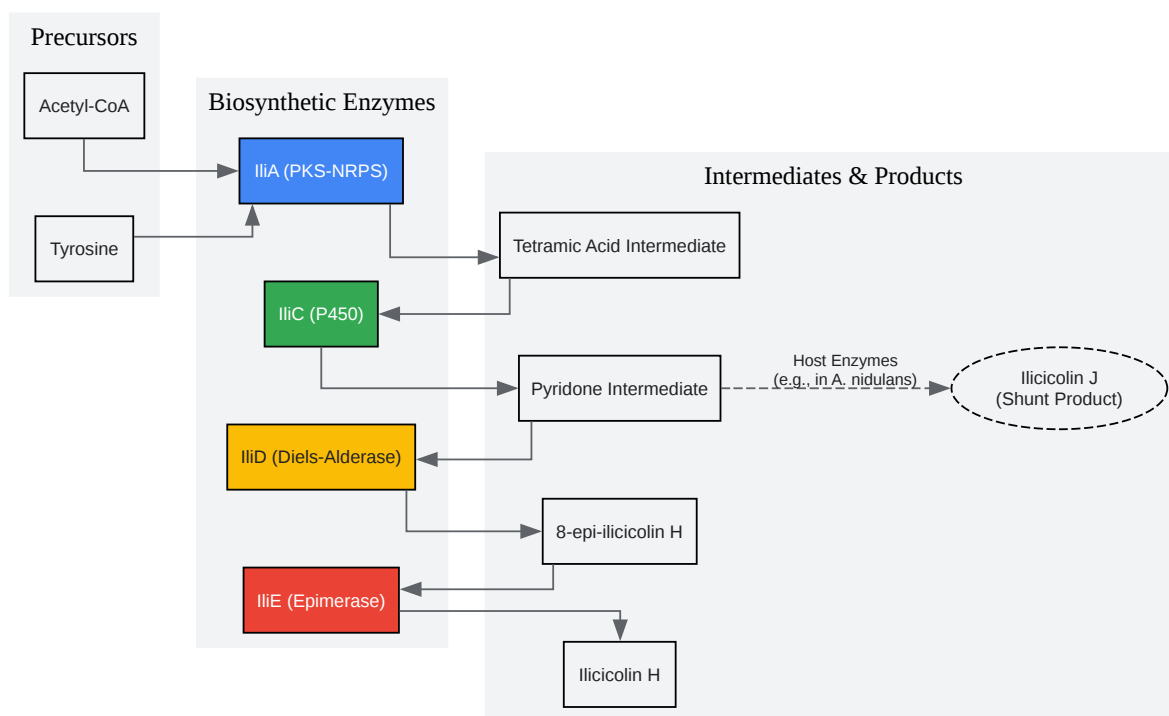 Precursors
Acetyl-CoA
Tyrosine
Biosynthetic Enzymes
IliA (PKS-NRPS)
IliC (P450)
IliD (Diels-Alderase)
IliE (Epimerase)
Intermediates & Products
Tetramic Acid Intermediate
Pyridone Intermediate
Host Enzymes
(e.g., in A. nidulans)
Ilicicolin J
(Shunt Product)
8-epi-ilicicolin H
Ilicicolin H